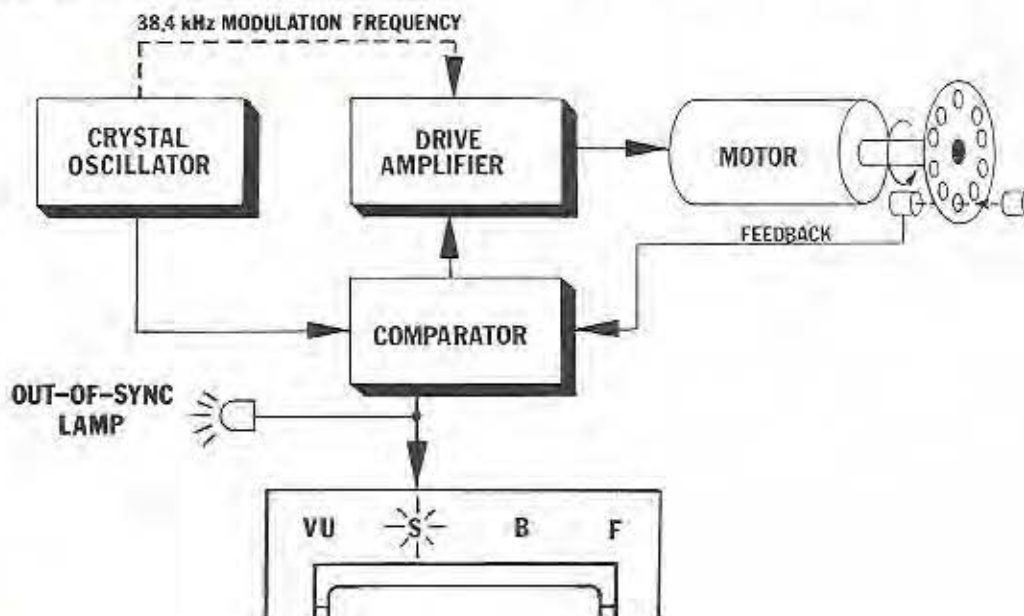 38.4 kHz MODULATION FREQUENCY
CRYSTAL
OSCILLATOR
DRIVE
AMPLIFIER
MOTOR
FEEDBACK
COMPARATOR
OUT-OF-SYNC
LAMP
VU S B F